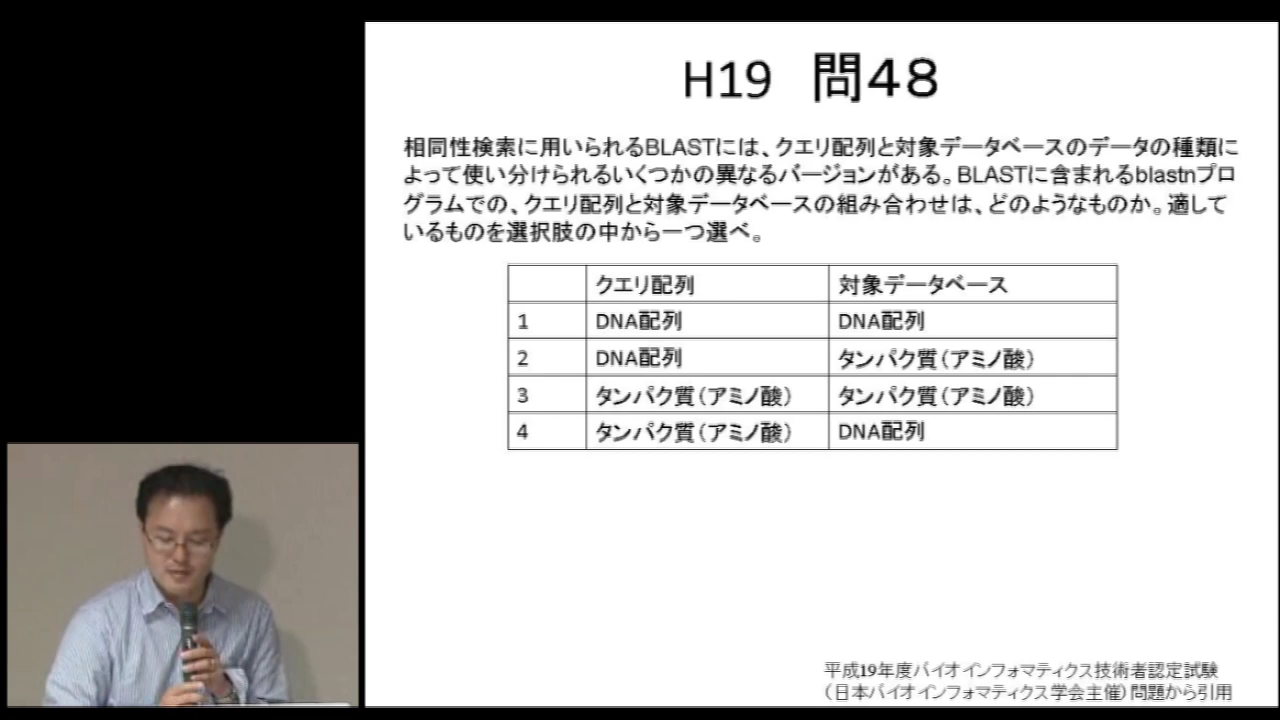 H19　問４８
相同性検索に用いられるBLASTには、クエリ配列と対象データベースのデータの種類に
よって使い分けられるいくつかの異なるバージョンがある。BLASTに含まれるblastnプロ
グラムでの、クエリ配列と対象データベースの組み合わせは、どのようなものか。適して
いるものを選択肢の中から一つ選べ。
クエリ配列 対象データベース
1 DNA配列 DNA配列
2 DNA配列 タンパク質（アミノ酸）
3 タンパク質（アミノ酸） タンパク質（アミノ酸）
4 タンパク質（アミノ酸） DNA配列
平成19年度バイオインフォマティクス技術者認定試験
（日本バイオインフォマティクス学会主催）問題から引用